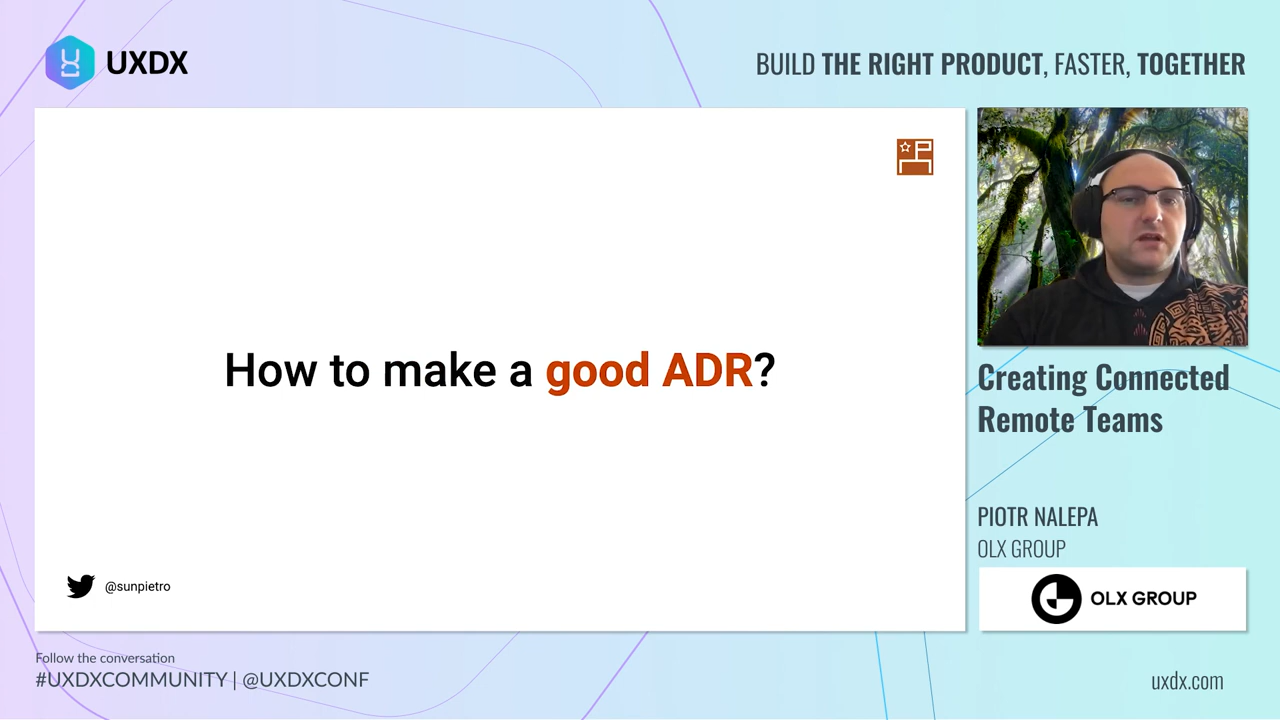 UXDX
BUILD THE RIGHT PRODUCT, FASTER, TOGETHER
How to make a good ADR?
@sunpietro
Creating Connected
Remote Teams
PIOTR NALEPA
OLX GROUP
OLX GROUP
Follow the conversation
#UXDXCOMMUNITY | @UXDXCONF
uxdx.com